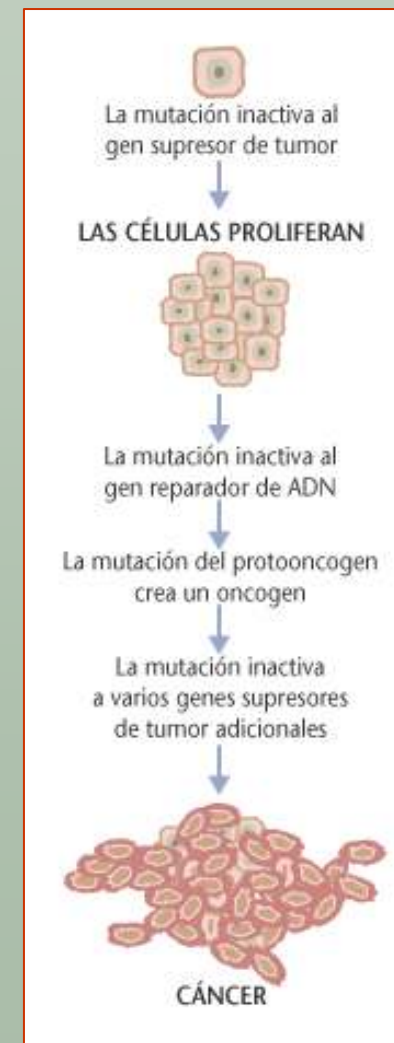 La mutación inactiva al
gen supresor de tumor
LAS CÉLULAS PROLIFERAN
La mutación inactiva al
gen reparador de ADN
La mutación del protooncogen
crea un oncogen
La mutación inactiva
a varios genes supresores
de tumor adicionales
CÁNCER